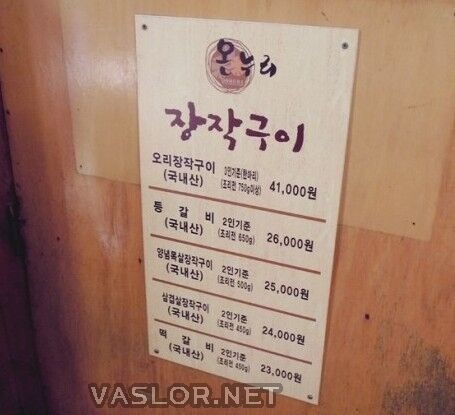 온누리
장작구이
오리장작구이 3인기준(한마리) 41,000원
(국내산) (조리전 750g이상)
등 갈 비 2인기준 26,000원
(국내산) (조리전 650g)
양념목살장작구이 2인기준 25,000원
(국내산) (조리전 500g)
삼겹살장작구이 2인기준 24,000원
(국내산) (조리전 450g)
떡 갈 비 2인기준 23,000원
(국내산) (조리전 450g)
VASLOR.NET